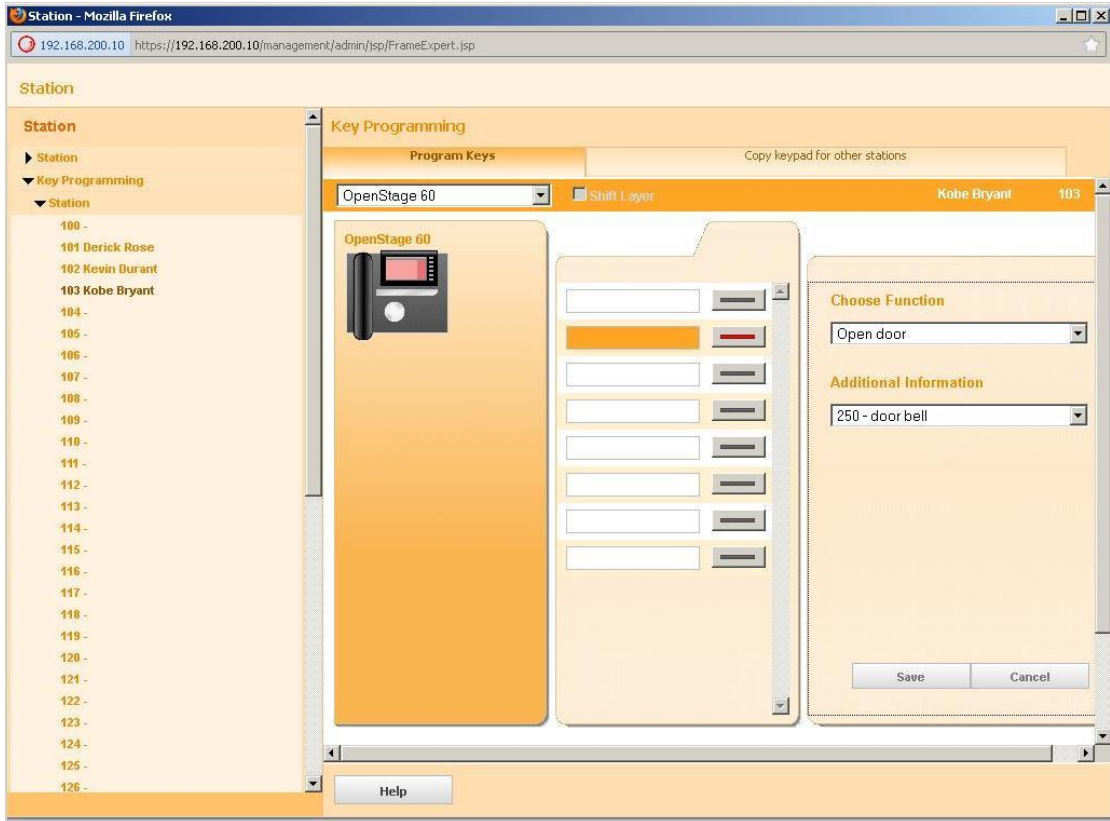 Station - Mozilla Firefox
192.168.200.10 https://192.168.200.10/management/admin/jsp/FrameExpert.jsp
Station
Station
Station
Key Programming
Station
100 -
101 Derick Rose
102 Kevin Durant
103 Kobe Bryant
104 -
105 -
106 -
107 -
108 -
109 -
110 -
111 -
112 -
113 -
114 -
115 -
116 -
117 -
118 -
119 -
120 -
121 -
122 -
123 -
124 -
125 -
126 -
Key Programming
Program Keys
Copy keypad for other stations
OpenStage 60
Shift Layer
Kobe Bryant 103
OpenStage 60
Choose Function
Open door
Additional Information
250 - door bell
Save
Cancel
Help